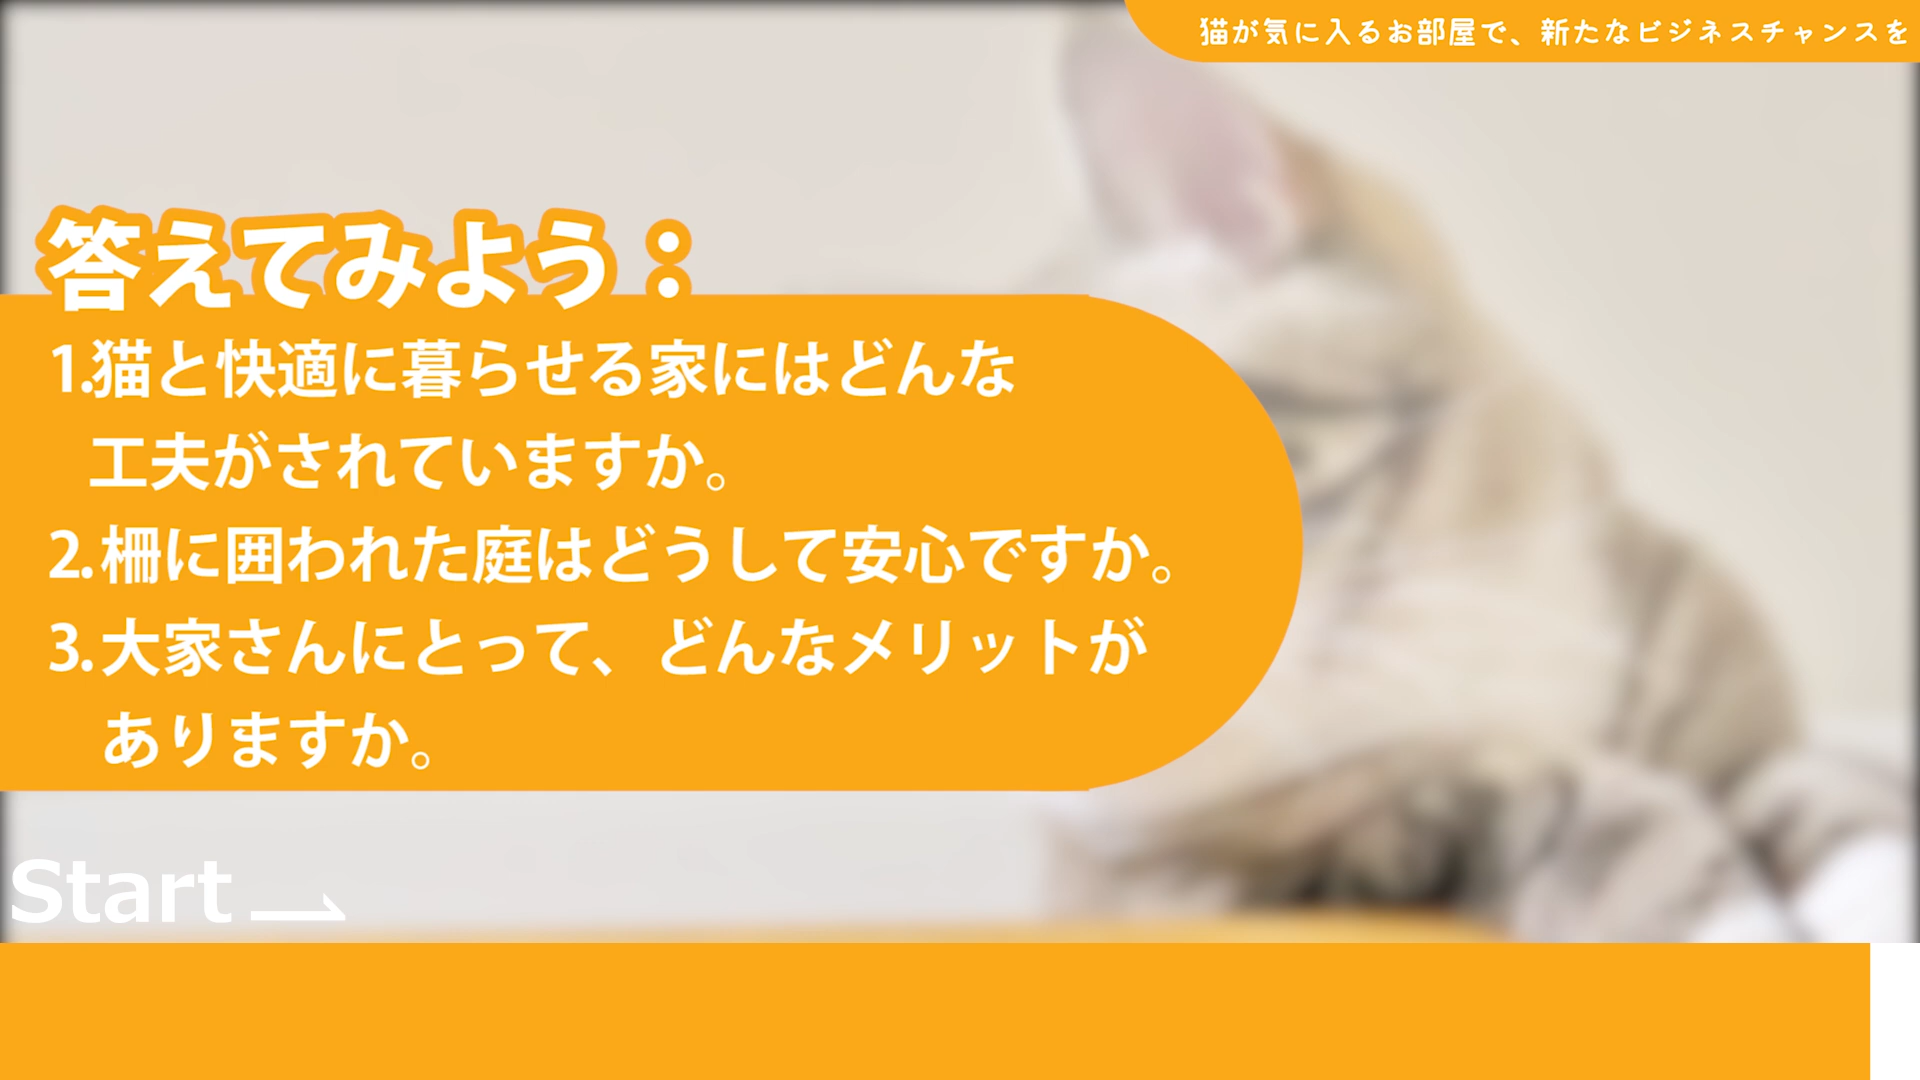 猫が気に入るお部屋で、新たなビジネスチャンスを
答えてみよう：
1.猫と快適に暮らせる家にはどんな
工夫がされていますか。
2.柵に囲われた庭はどうして安心ですか。
3.大家さんにとって、どんなメリットが
ありますか。
Start